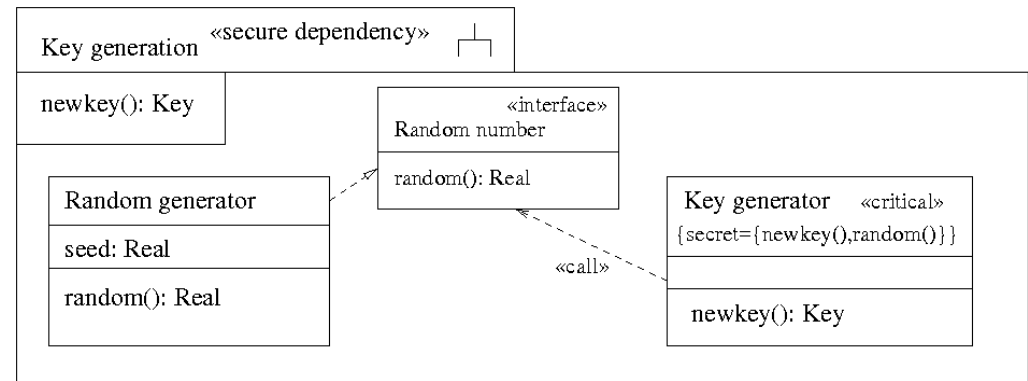 Key generation «secure dependency»
newkey(): Key
«interface»
Random number
random(): Real
Random generator
seed: Real
random(): Real
«call»
Key generator «critical»
{secret={newkey(),random()}}
newkey(): Key